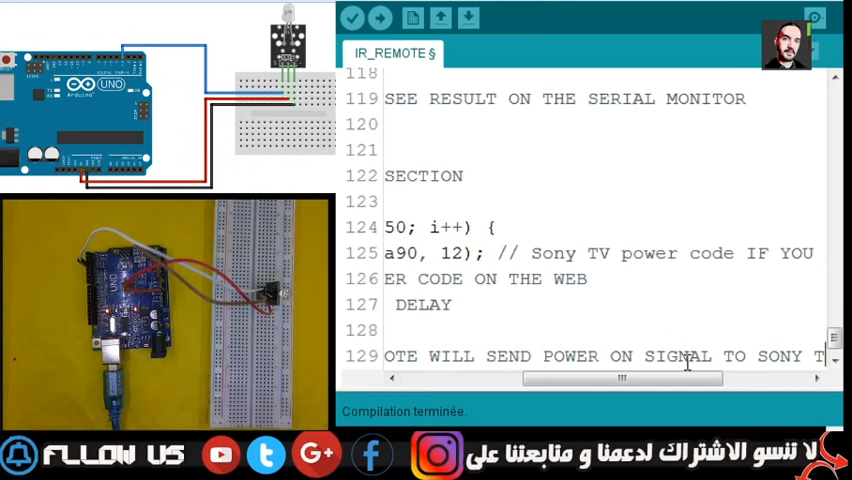 ARDUINO
UNO
IR_REMOTE §
118
119 SEE RESULT ON THE SERIAL MONITOR
120
121
122 SECTION
123
124 50; i++) {
125 a90, 12); // Sony TV power code IF YOU
126 ER CODE ON THE WEB
127 DELAY
128
129 OTE WILL SEND POWER ON SIGNAL TO SONY T
Compilation terminée.
UNO
FLLOW US
لا تنسو الاشتراك لدعمنا و متابعتنا على